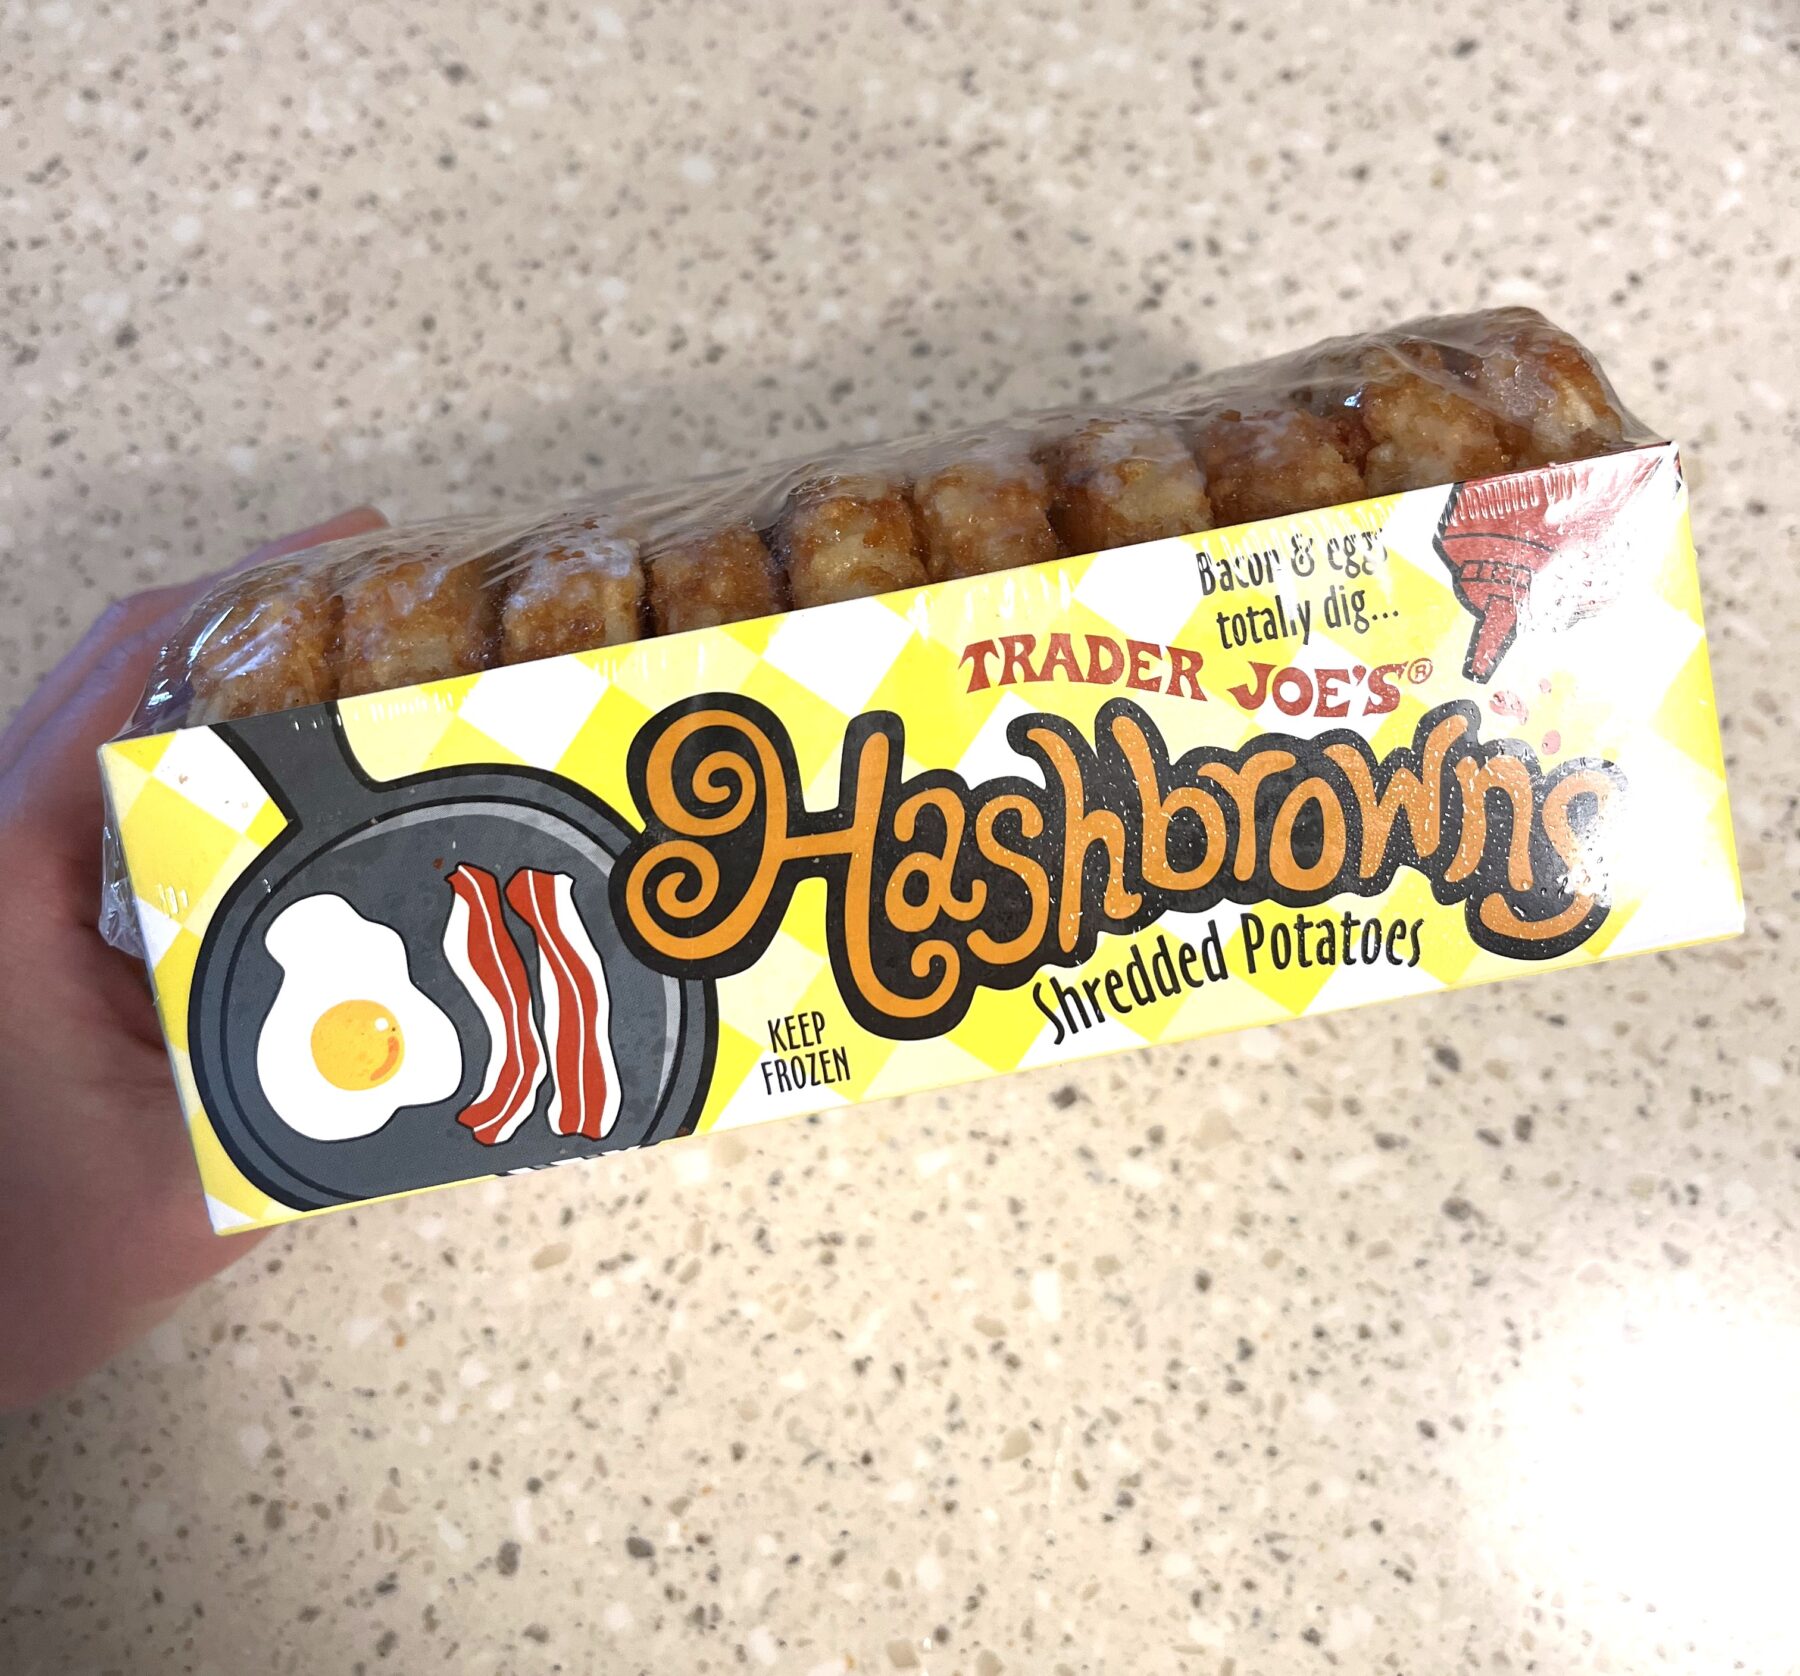 Bacon & eggs
totally dig...
TRADER JOE'S®
Hashbrowns
Shredded Potatoes
KEEP
FROZEN